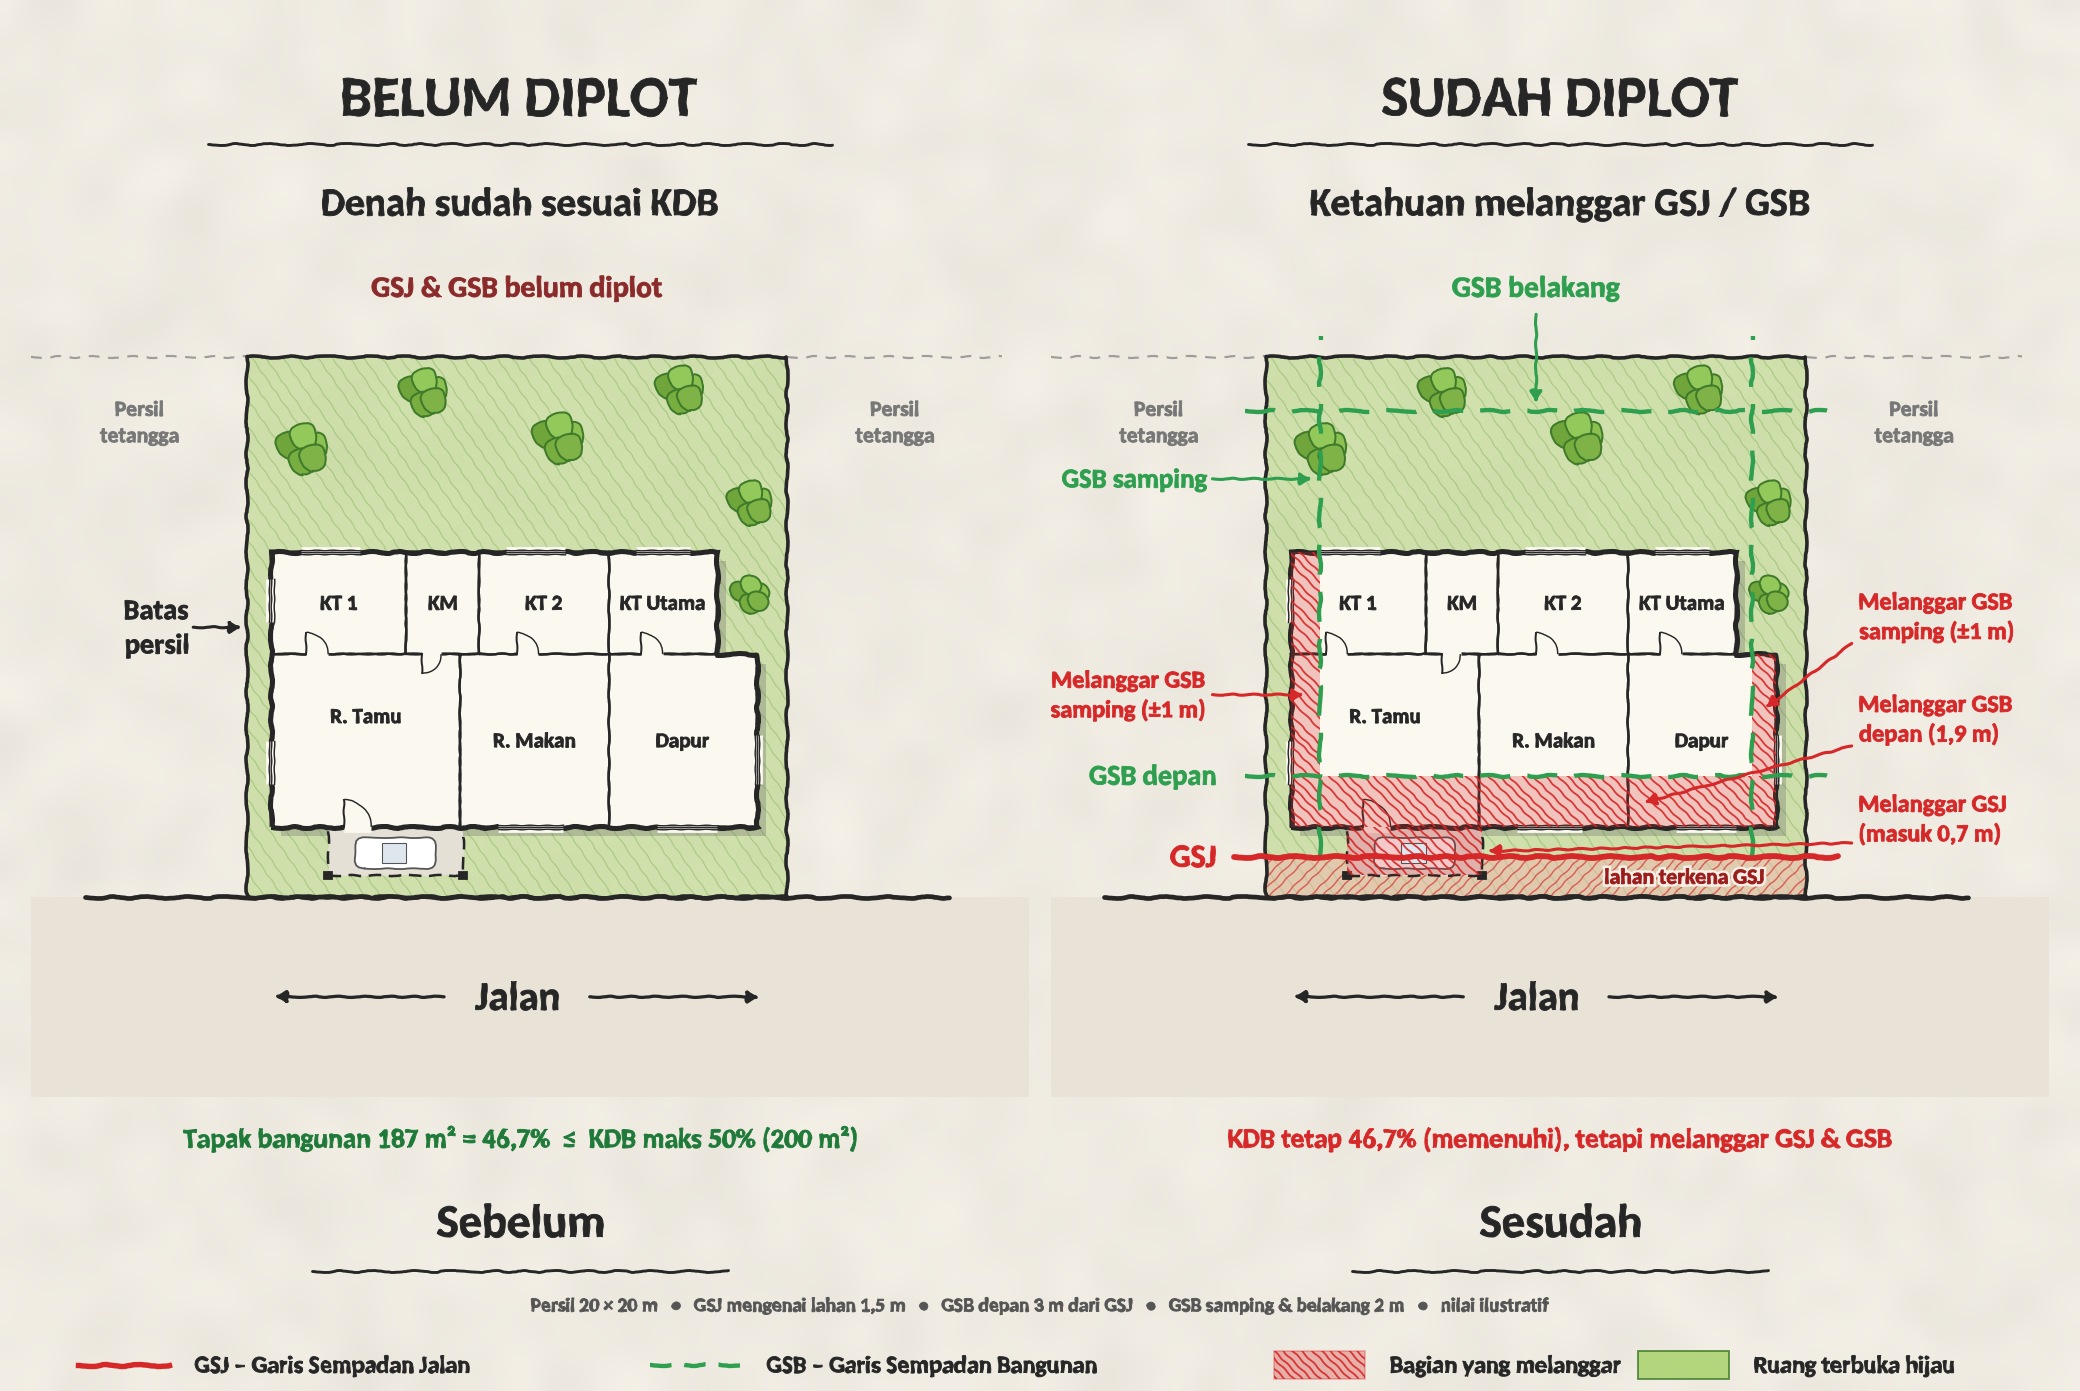 BELUM DIPLOT
Denah sudah sesuai KDB
GSJ & GSB belum diplot
Persil
tetangga
Persil
tetangga
Batas
persil
KT 1
KM
KT 2
KT Utama
R. Tamu
R. Makan
Dapur
Jalan
Tapak bangunan 187 m² = 46,7% ≤ KDB maks 50% (200 m²)
Sebelum
SUDAH DIPLOT
Ketahuan melanggar GSJ / GSB
GSB belakang
Persil
tetangga
Persil
tetangga
GSB samping
KT 1
KM
KT 2
KT Utama
Melanggar GSB
samping (±1 m)
Melanggar GSB
samping (±1 m)
R. Tamu
R. Makan
Dapur
Melanggar GSB
depan (1,9 m)
GSB depan
Melanggar GSJ
(masuk 0,7 m)
GSJ
lahan terkena GSJ
Jalan
KDB tetap 46,7% (memenuhi), tetapi melanggar GSJ & GSB
Sesudah
Persil 20 × 20 m • GSJ mengenai lahan 1,5 m • GSB depan 3 m dari GSJ • GSB samping & belakang 2 m • nilai ilustratif
GSJ – Garis Sempadan Jalan
GSB – Garis Sempadan Bangunan
Bagian yang melanggar
Ruang terbuka hijau